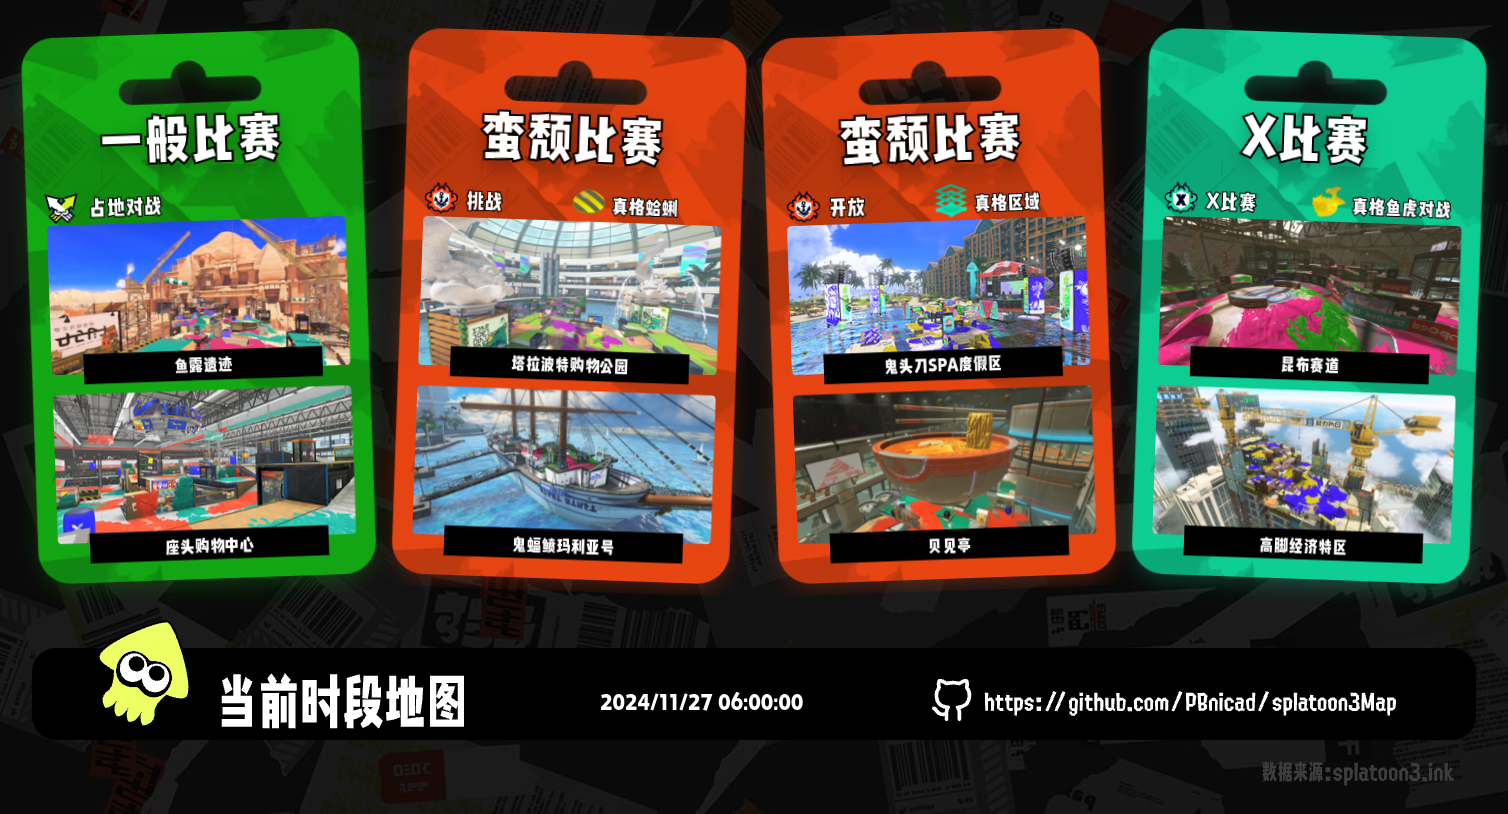 一般比赛
占地对战
鱼露遗迹
座头购物中心
蛮颓比赛
挑战
真格蛤蜊
塔拉波特购物公园
鬼蝠鲼玛利亚号
蛮颓比赛
开放
真格区域
鬼头刀SPA度假区
贝见亭
X比赛
X比赛
真格鱼虎对战
昆布赛道
高脚经济特区
当前时段地图
2024/11/27 06:00:00
https://github.com/PBnicad/splatoon3Map
数据来源:splatoon3.ink